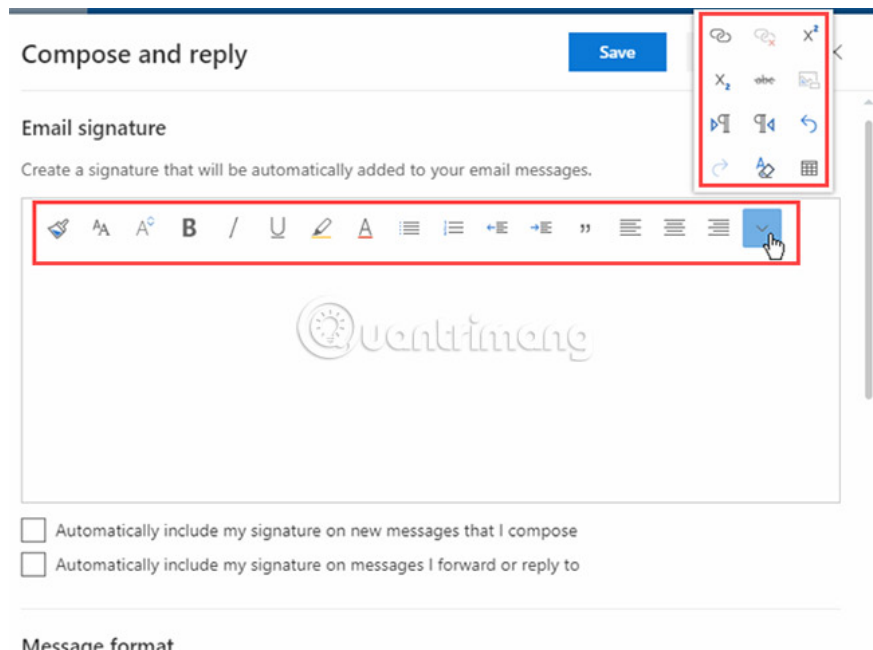 Compose and reply
Save
Email signature
Create a signature that will be automatically added to your email messages.
Quantrimang
Automatically include my signature on new messages that I compose
Automatically include my signature on messages I forward or reply to
Message format